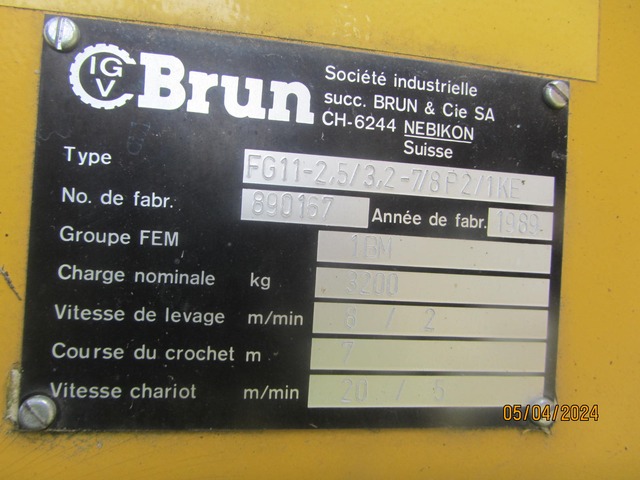 IGV Brun
Société industrielle
succ. BRUN & Cie SA
CH-6244 NEBIKON
Suisse
Type FG11-2,5/3,2-7/8 P2/1KE
No. de fabr. 890167 Année de fabr. 1989
Groupe FEM 1BM
Charge nominale kg 3200
Vitesse de levage m/min 8 / 2
Course du crochet m 7
Vitesse chariot m/min 20 / 5
05/04/2024